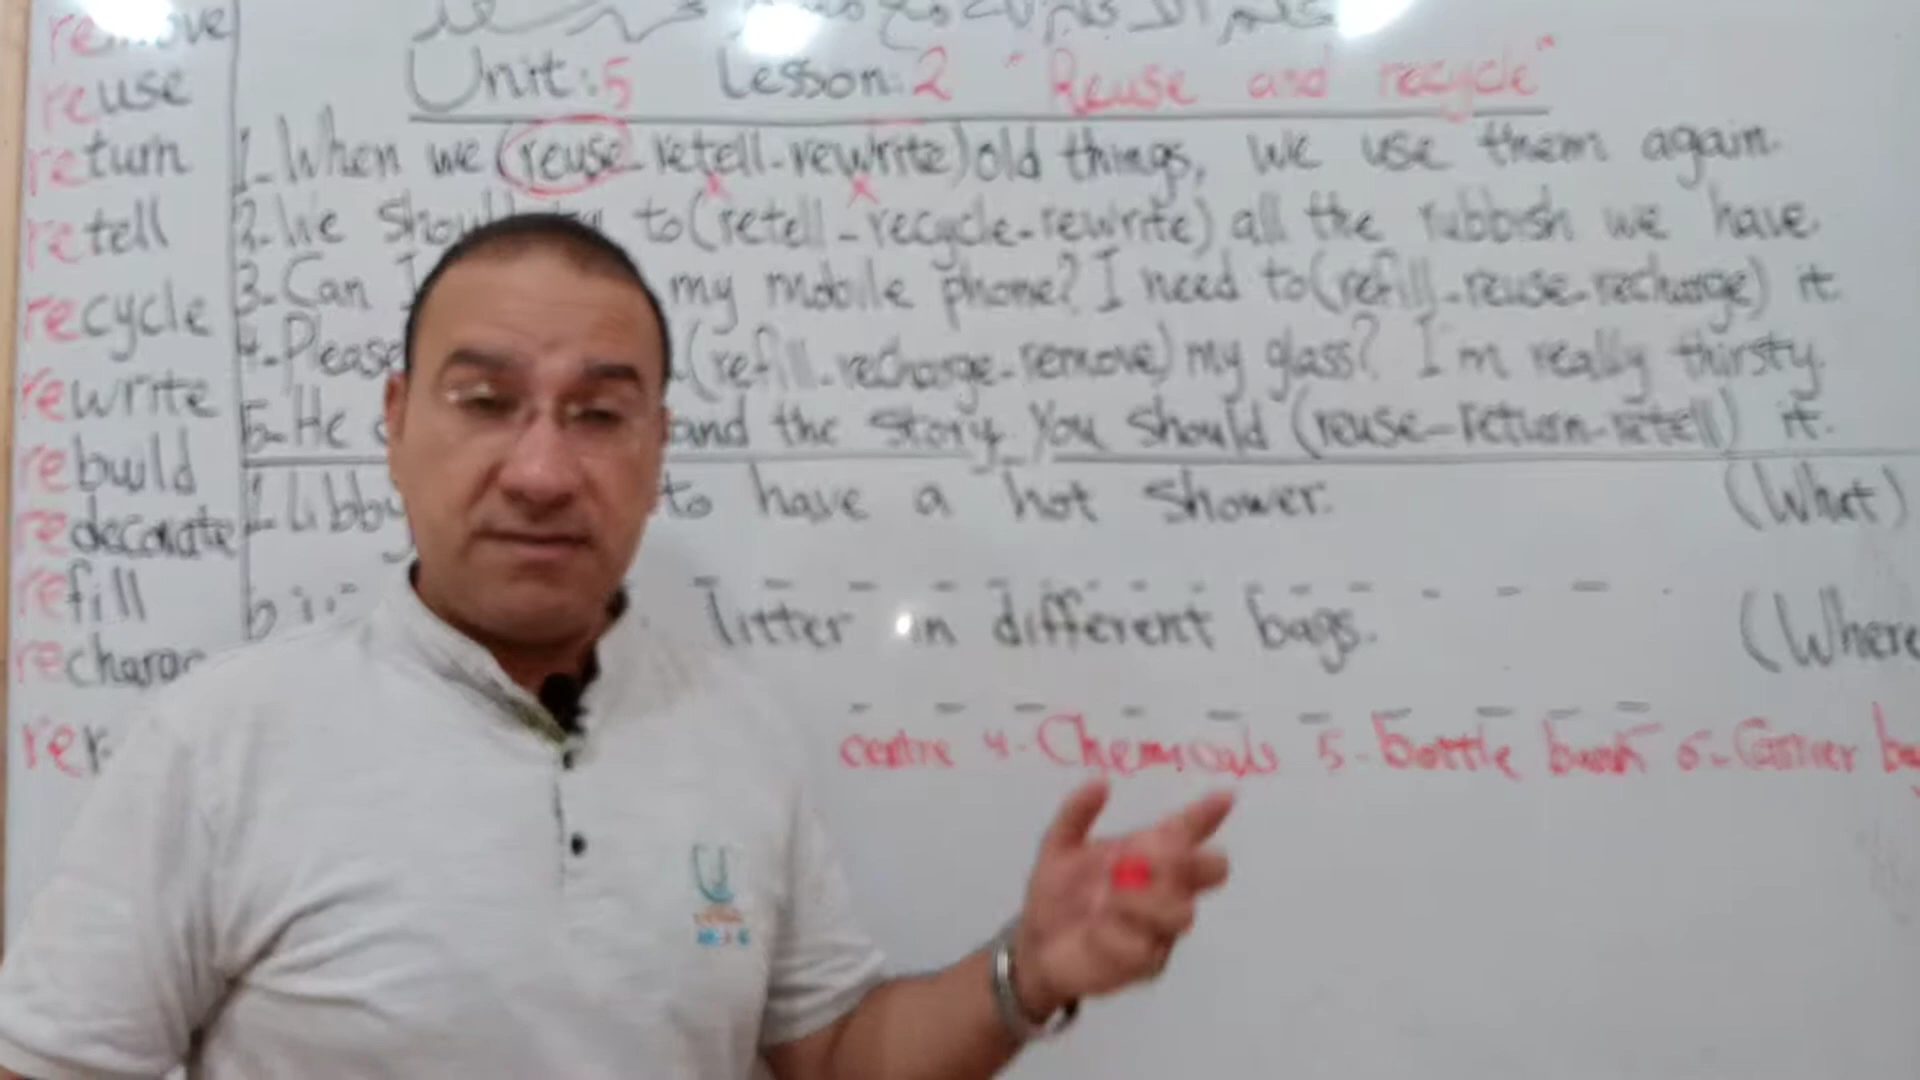 remove
reuse
return
retell
recycle
rewrite
rebuild
redecorate
refill
Unit:5 Lesson:2 "Reuse and recycle"
1-When we (reuse-retell-rewrite) old things, we use them again.
2-We should to (retell-recycle-rewrite) all the rubbish we have.
3-Can I my mobile phone? I need to (refill-reuse-recharge) it.
4-Please (refill-recharge-remove) my glass? I'm really thirsty.
5-He and the story. You should (reuse-return-retell) it.
1-Libby to have a hot shower. (What)
litter in different bags. (Where
centre 4-Chemicals 5-bottle bank 6-Carrier